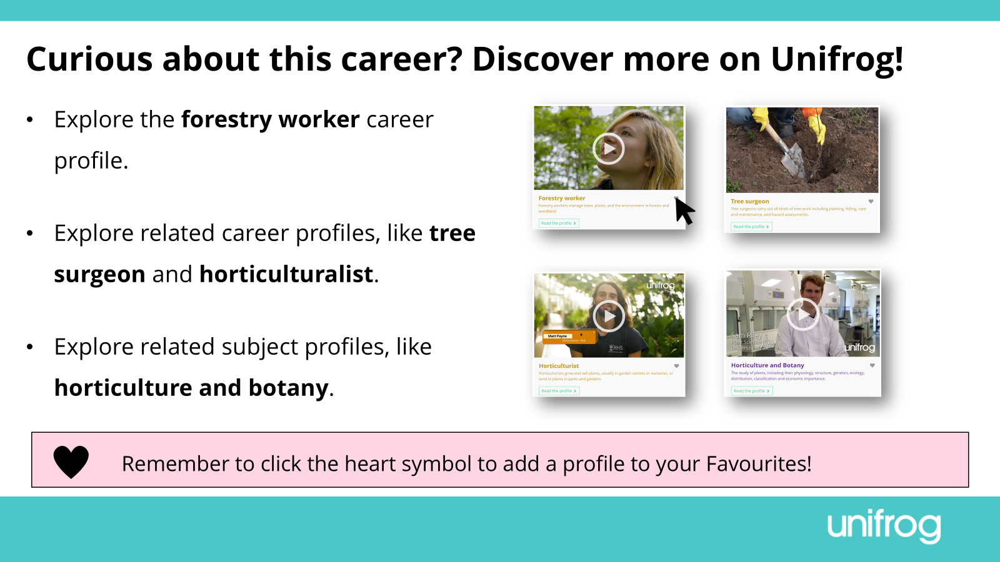 Curious about this career? Discover more on Unifrog!
• Explore the forestry worker career
profile.
• Explore related career profiles, like tree
surgeon and horticulturalist.
• Explore related subject profiles, like
horticulture and botany.
Forestry worker
Forestry workers manage trees, plants, and the environment in forests and
woodland.
Read the profile
Tree surgeon
Tree surgeons carry out all kinds of tree work including planting, felling, care
and maintenance, and hazard assessments.
Read the profile
unifrog
Matt Payne
Horticulturist - RHS
RHS
Horticulturist
Horticulturists grow and sell plants, usually in garden centres or nurseries, or
tend to plants in parks and gardens.
Read the profile
Sam Riley
Plant Science (BSc)
University of Nottingham
unifrog
Horticulture and Botany
The study of plants, including their physiology, structure, genetics, ecology,
distribution, classification and economic importance.
Read the profile
Remember to click the heart symbol to add a profile to your Favourites!
unifrog